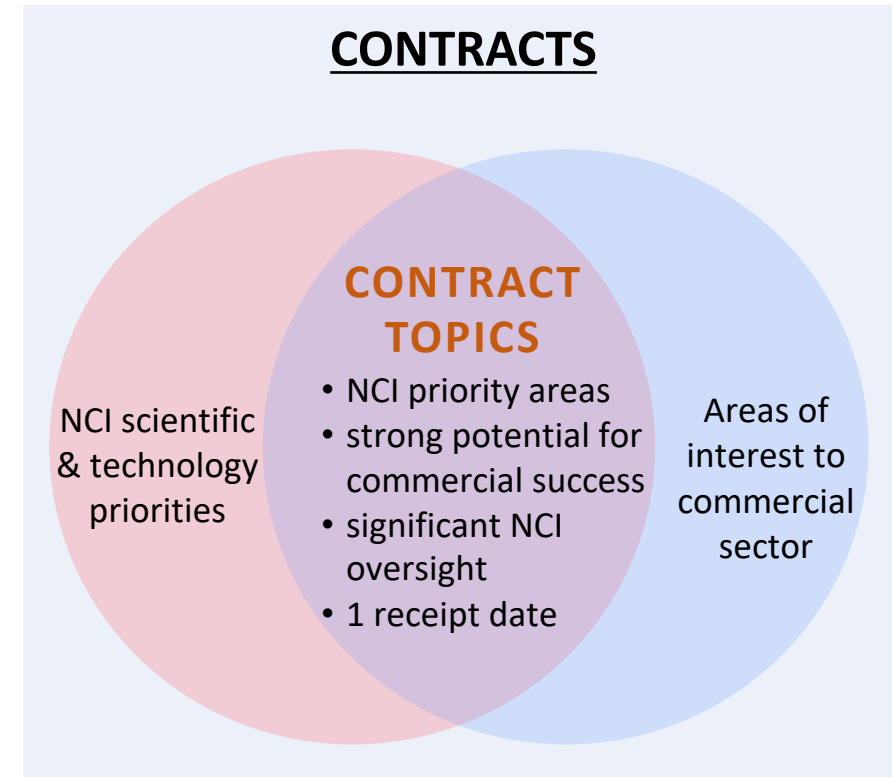 CONTRACTS
CONTRACT
TOPICS
• NCI priority areas
• strong potential for
commercial success
• significant NCI
oversight
• 1 receipt date
NCI scientific
& technology
priorities
Areas of
interest to
commercial
sector